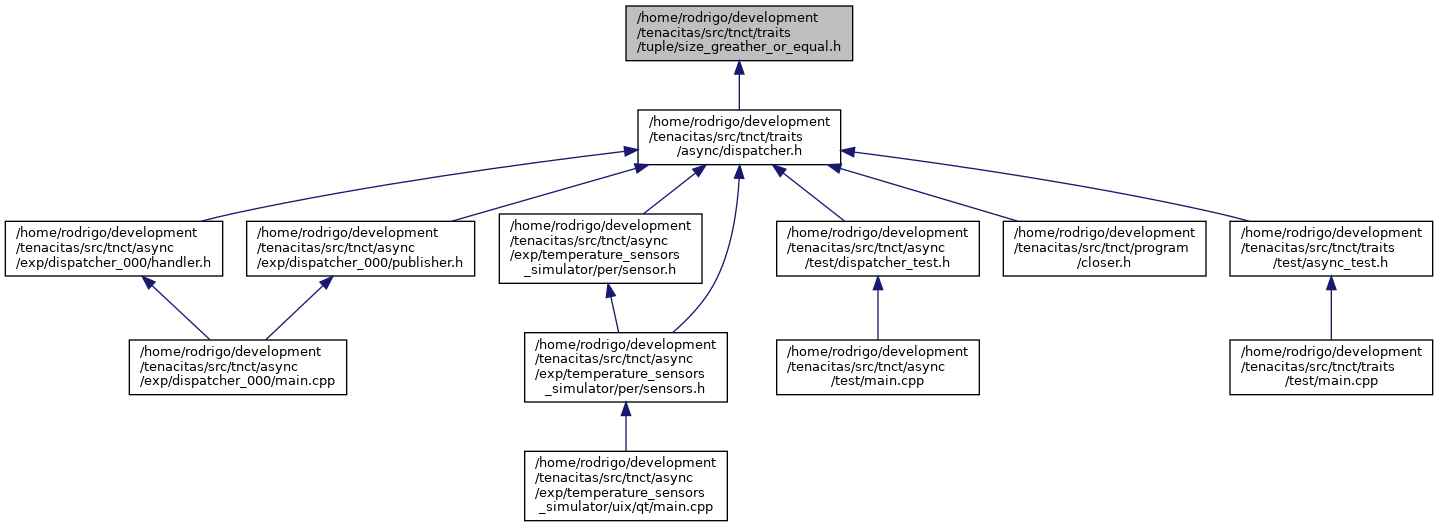 /home/rodrigo/development
/tenacitas/src/tnct/traits
/tuple/size_greather_or_equal.h
/home/rodrigo/development
/tenacitas/src/tnct/traits
/async/dispatcher.h
/home/rodrigo/development
/tenacitas/src/tnct/async
/exp/dispatcher_000/handler.h
/home/rodrigo/development
/tenacitas/src/tnct/async
/exp/dispatcher_000/publisher.h
/home/rodrigo/development
/tenacitas/src/tnct/async
/exp/temperature_sensors
_simulator/per/sensor.h
/home/rodrigo/development
/tenacitas/src/tnct/async
/test/dispatcher_test.h
/home/rodrigo/development
/tenacitas/src/tnct/program
/closer.h
/home/rodrigo/development
/tenacitas/src/tnct/traits
/test/async_test.h
/home/rodrigo/development
/tenacitas/src/tnct/async
/exp/dispatcher_000/main.cpp
/home/rodrigo/development
/tenacitas/src/tnct/async
/exp/temperature_sensors
_simulator/per/sensors.h
/home/rodrigo/development
/tenacitas/src/tnct/async
/test/main.cpp
/home/rodrigo/development
/tenacitas/src/tnct/traits
/test/main.cpp
/home/rodrigo/development
/tenacitas/src/tnct/async
/exp/temperature_sensors
_simulator/uix/qt/main.cpp